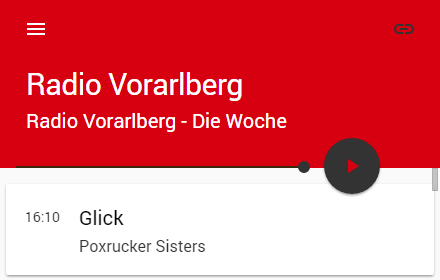 Radio Vorarlberg
Radio Vorarlberg - Die Woche
16:10 Glick
Poxrucker Sisters